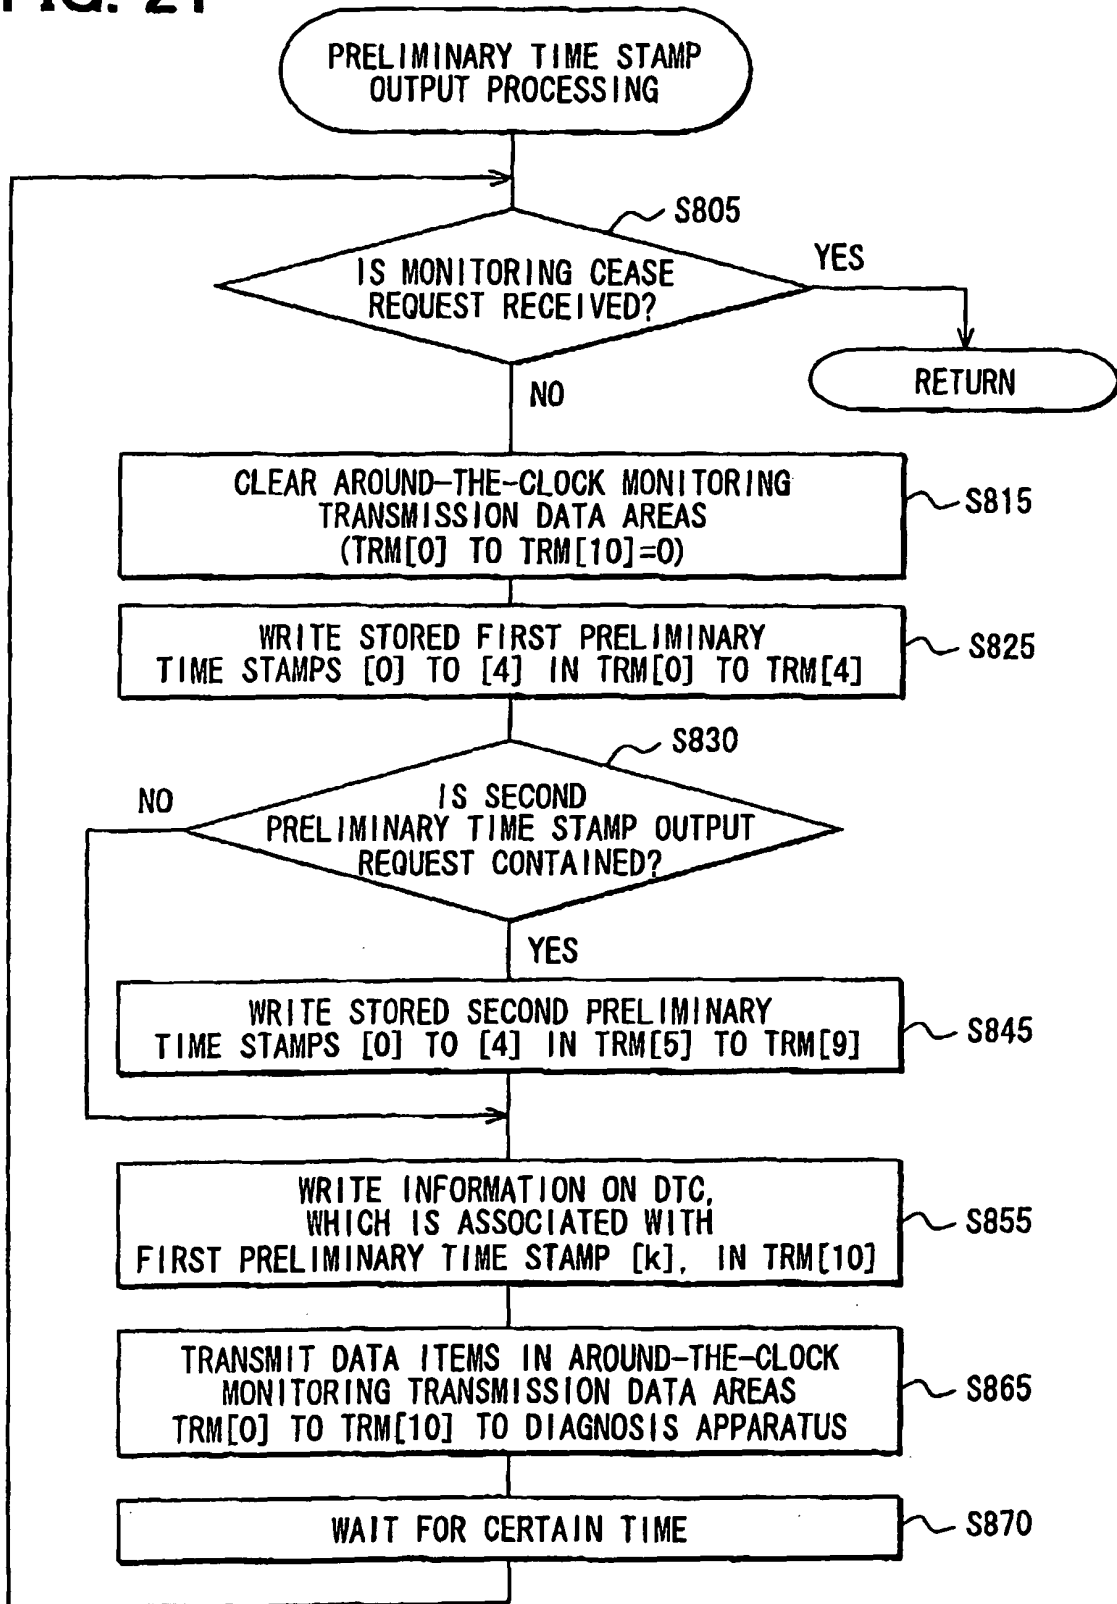 PRELIMINARY TIME STAMP
OUTPUT PROCESSING
S805
IS MONITORING CEASE
REQUEST RECEIVED?
YES
RETURN
NO
CLEAR AROUND-THE-CLOCK MONITORING
TRANSMISSION DATA AREAS
(TRM[0] TO TRM[10]=0)
S815
WRITE STORED FIRST PRELIMINARY
TIME STAMPS [0] TO [4] IN TRM[0] TO TRM[4]
S825
S830
NO
IS SECOND
PRELIMINARY TIME STAMP OUTPUT
REQUEST CONTAINED?
YES
WRITE STORED SECOND PRELIMINARY
TIME STAMPS [0] TO [4] IN TRM[5] TO TRM[9]
S845
WRITE INFORMATION ON DTC,
WHICH IS ASSOCIATED WITH
FIRST PRELIMINARY TIME STAMP [k], IN TRM[10]
S855
TRANSMIT DATA ITEMS IN AROUND-THE-CLOCK
MONITORING TRANSMISSION DATA AREAS
TRM[0] TO TRM[10] TO DIAGNOSIS APPARATUS
S865
WAIT FOR CERTAIN TIME
S870